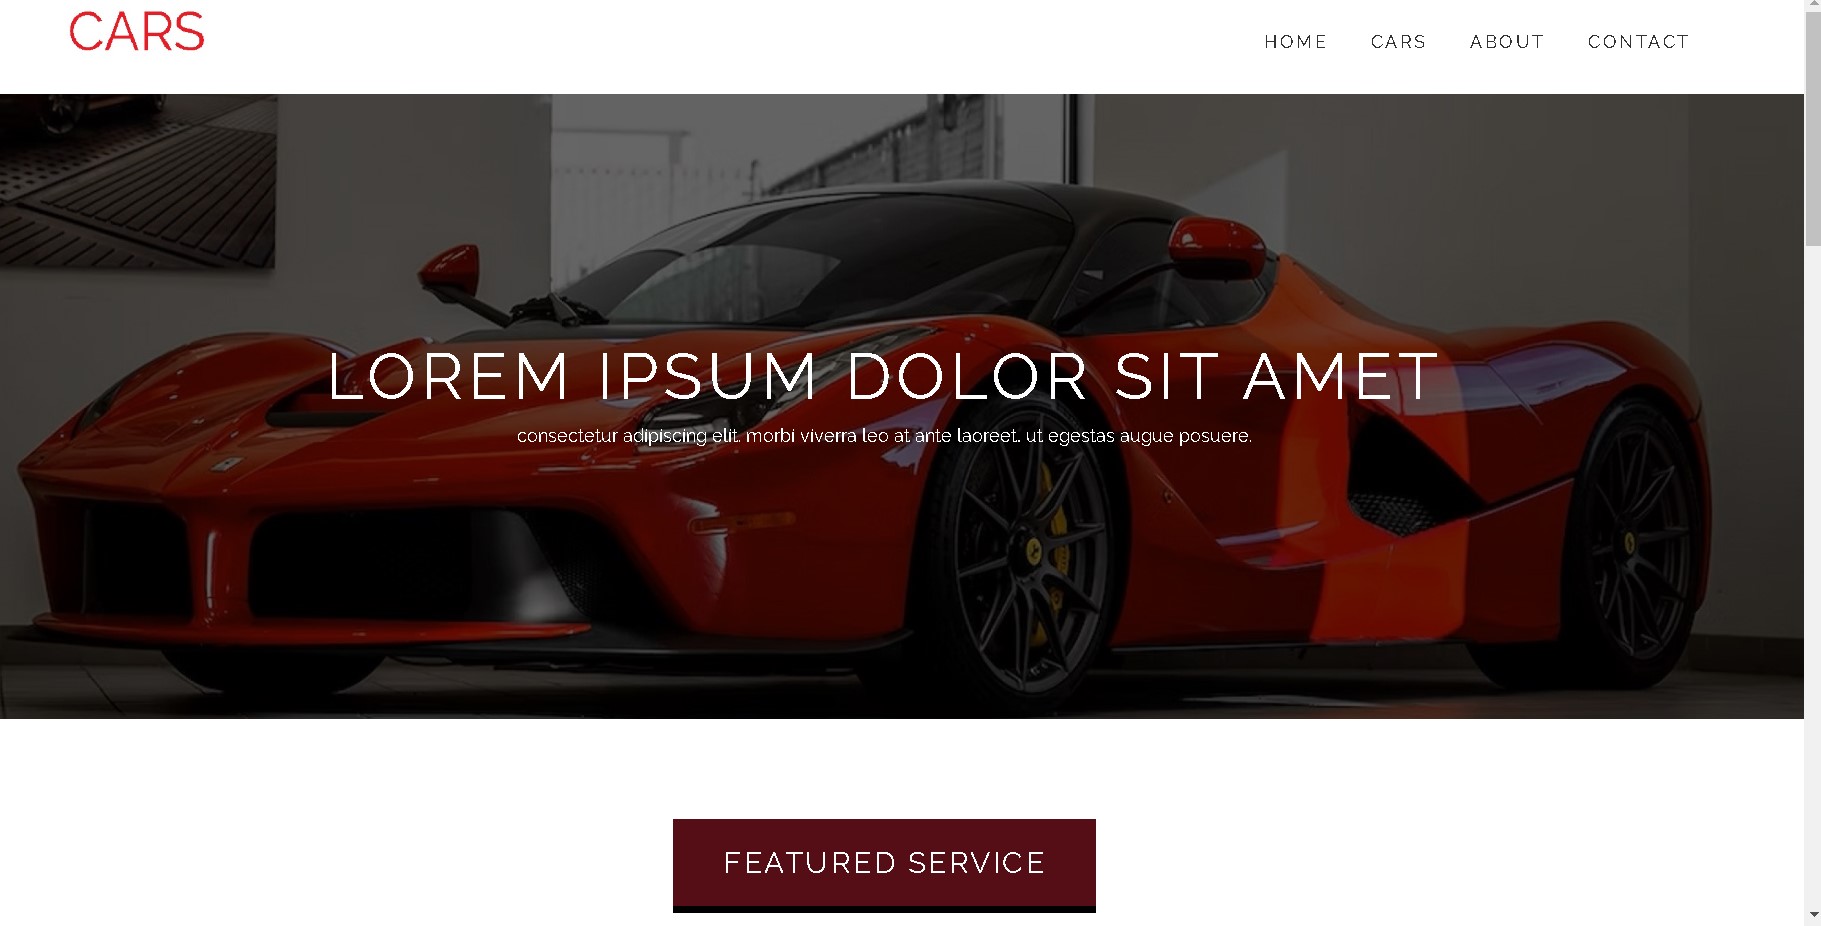 CARS
HOME CARS ABOUT CONTACT
LOREM IPSUM DOLOR SIT AMET
consectetur adipiscing elit. morbi viverra leo at ante laoreet. ut egestas augue posuere.
FEATURED SERVICE